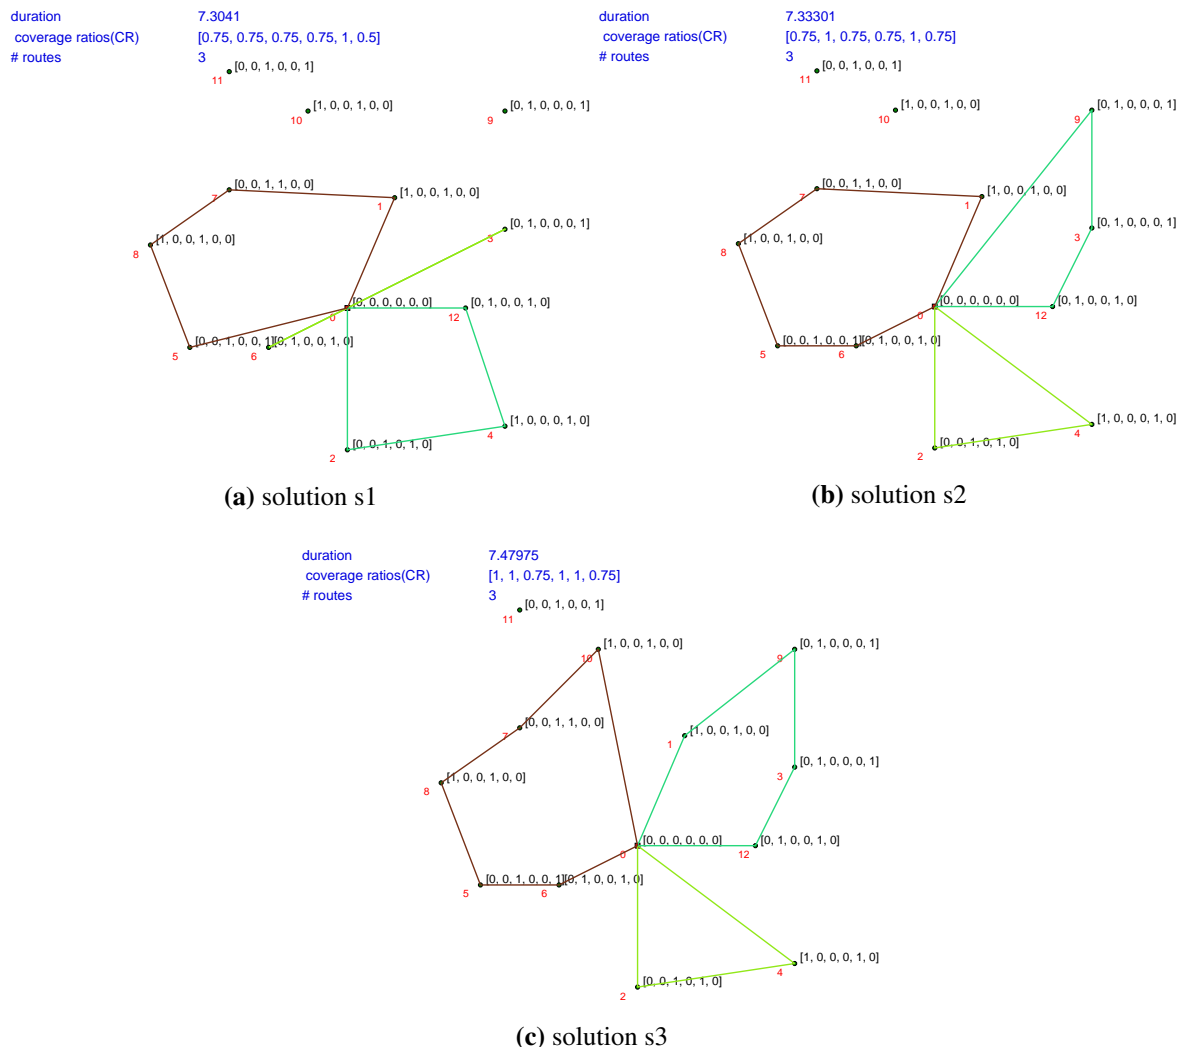 duration 7.3041
coverage ratios(CR) [0.75, 0.75, 0.75, 0.75, 1, 0.5]
# routes 3
[0, 0, 1, 0, 0, 1]
11
[1, 0, 0, 1, 0, 0]
10
[0, 1, 0, 0, 0, 1]
9
[0, 0, 1, 1, 0, 0]
7
[1, 0, 0, 1, 0, 0]
1
[0, 1, 0, 0, 0, 1]
3
[1, 0, 0, 1, 0, 0]
8
[0, 0, 0, 0, 0, 0]
0
[0, 1, 0, 0, 1, 0]
12
[0, 0, 1, 0, 0, 1]
5
[0, 1, 0, 0, 1, 0]
6
[1, 0, 0, 0, 1, 0]
4
[0, 0, 1, 0, 1, 0]
2
(a) solution s1
duration 7.33301
coverage ratios(CR) [0.75, 1, 0.75, 0.75, 1, 0.75]
# routes 3
[0, 0, 1, 0, 0, 1]
11
[1, 0, 0, 1, 0, 0]
10
[0, 1, 0, 0, 0, 1]
9
[0, 0, 1, 1, 0, 0]
7
[1, 0, 0, 1, 0, 0]
1
[0, 1, 0, 0, 0, 1]
3
[1, 0, 0, 1, 0, 0]
8
[0, 0, 0, 0, 0, 0]
0
[0, 1, 0, 0, 1, 0]
12
[0, 0, 1, 0, 0, 1]
5
[0, 1, 0, 0, 1, 0]
6
[1, 0, 0, 0, 1, 0]
4
[0, 0, 1, 0, 1, 0]
2
(b) solution s2
duration 7.47975
coverage ratios(CR) [1, 1, 0.75, 1, 1, 0.75]
# routes 3
[0, 0, 1, 0, 0, 1]
11
[1, 0, 0, 1, 0, 0]
10
[0, 1, 0, 0, 0, 1]
9
[0, 0, 1, 1, 0, 0]
7
[1, 0, 0, 1, 0, 0]
1
[0, 1, 0, 0, 0, 1]
3
[1, 0, 0, 1, 0, 0]
8
[0, 0, 0, 0, 0, 0]
0
[0, 1, 0, 0, 1, 0]
12
[0, 0, 1, 0, 0, 1]
5
[0, 1, 0, 0, 1, 0]
6
[1, 0, 0, 0, 1, 0]
4
[0, 0, 1, 0, 1, 0]
2
(c) solution s3